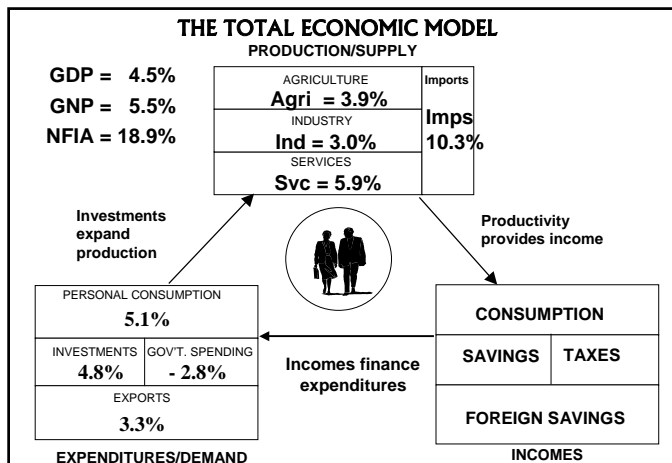 THE TOTAL ECONOMIC MODEL
PRODUCTION/SUPPLY
GDP = 4.5%
GNP = 5.5%
NFIA = 18.9%
AGRICULTURE
Agri = 3.9%
INDUSTRY
Ind = 3.0%
SERVICES
Svc = 5.9%
Imports
Imps
10.3%
Investments
expand
production
Productivity
provides income
PERSONAL CONSUMPTION
5.1%
INVESTMENTS
4.8%
GOV'T. SPENDING
- 2.8%
EXPORTS
3.3%
EXPENDITURES/DEMAND
Incomes finance
expenditures
CONSUMPTION
SAVINGS
TAXES
FOREIGN SAVINGS
INCOMES